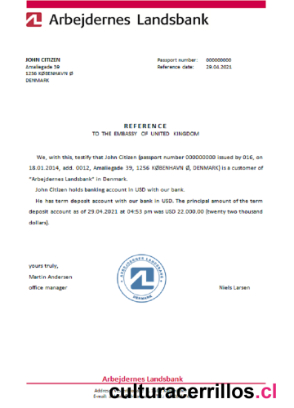 Arbejdernes Landsbank
JOHN CITIZEN Passport number: 000000000
Amaliegade 39 Reference date: 29.04.2021
1256 KØBENHAVN Ø
DENMARK
REFERENCE
TO THE EMBASSY OF UNITED KINGDOM
We, with this, testify that John Citizen (passport number 000000000 issued by 016, on
18.01.2014, add. 0012, Amaliegade 39, 1256 KØBENHAVN Ø, DENMARK) is a customer of
"Arbejdernes Landsbank" in Denmark.
John Citizen holds banking account in USD with our bank.
He has term deposit account with our bank in USD. The principal amount of the term
deposit account as of 29.04.2021 at 04:53 pm was USD 22.000.00 (twenty two thousand
dollars).
yours truly,
Martin Andersen
office manager Niels Larsen
ARBEJDERNES LANDSBANK
DENMARK
Arbejdernes Landsbank
culturacerrillos.cl